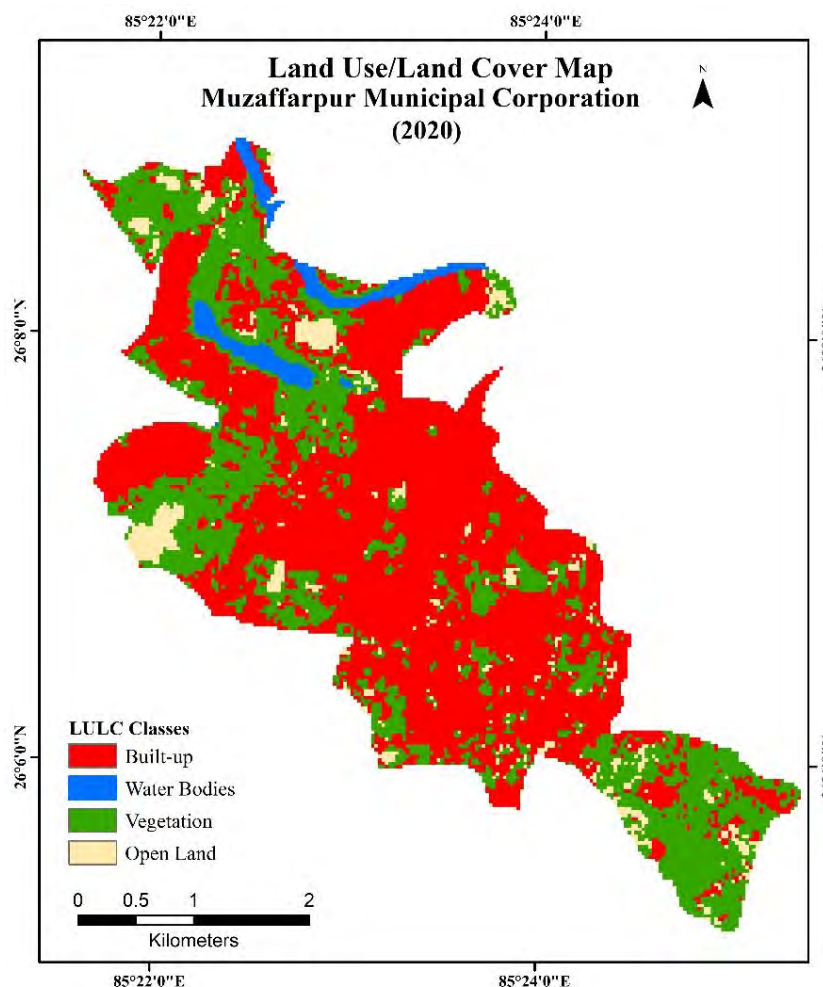 85°22'0"E
85°24'0"E
Land Use/Land Cover Map
Muzaffarpur Municipal Corporation
(2020)
N
26°8'0"N
26°6'0"N
LULC Classes
Built-up
Water Bodies
Vegetation
Open Land
0 0.5 1 2
Kilometers
85°22'0"E
85°24'0"E